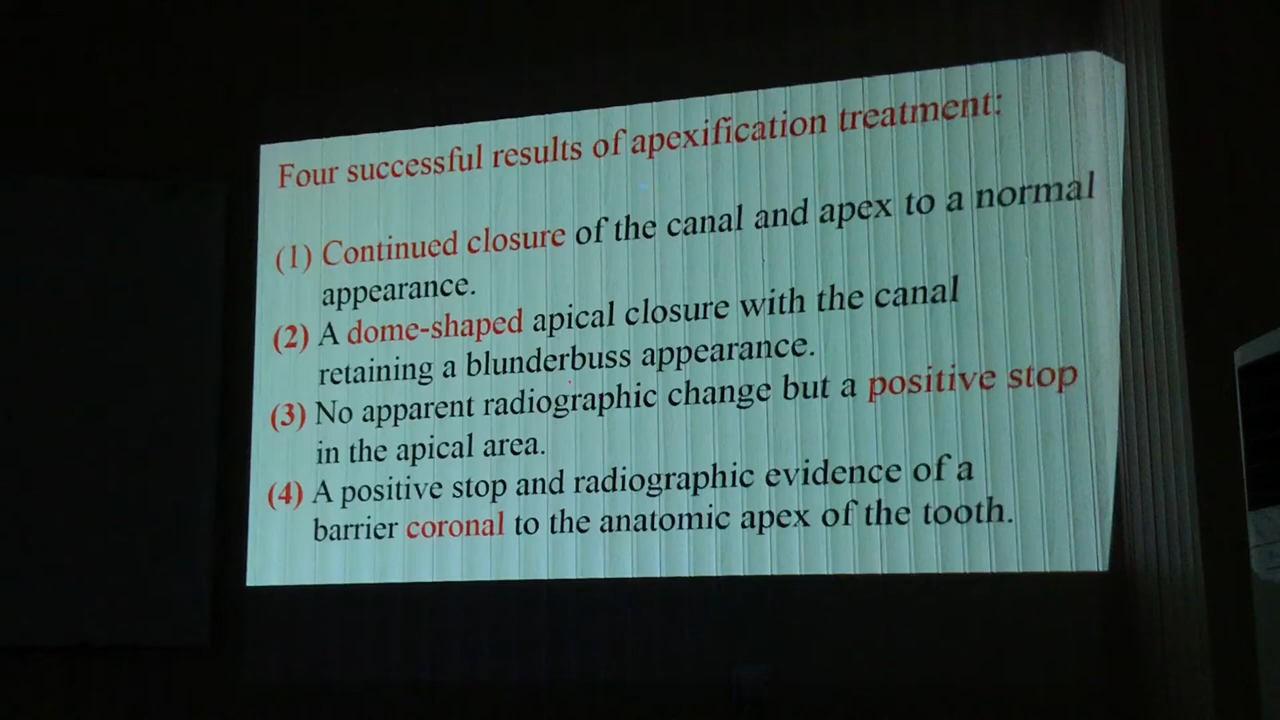 Four successful results of apexification treatment:
(1) Continued closure of the canal and apex to a normal
appearance.
(2) A dome-shaped apical closure with the canal
retaining a blunderbuss appearance.
(3) No apparent radiographic change but a positive stop
in the apical area.
(4) A positive stop and radiographic evidence of a
barrier coronal to the anatomic apex of the tooth.